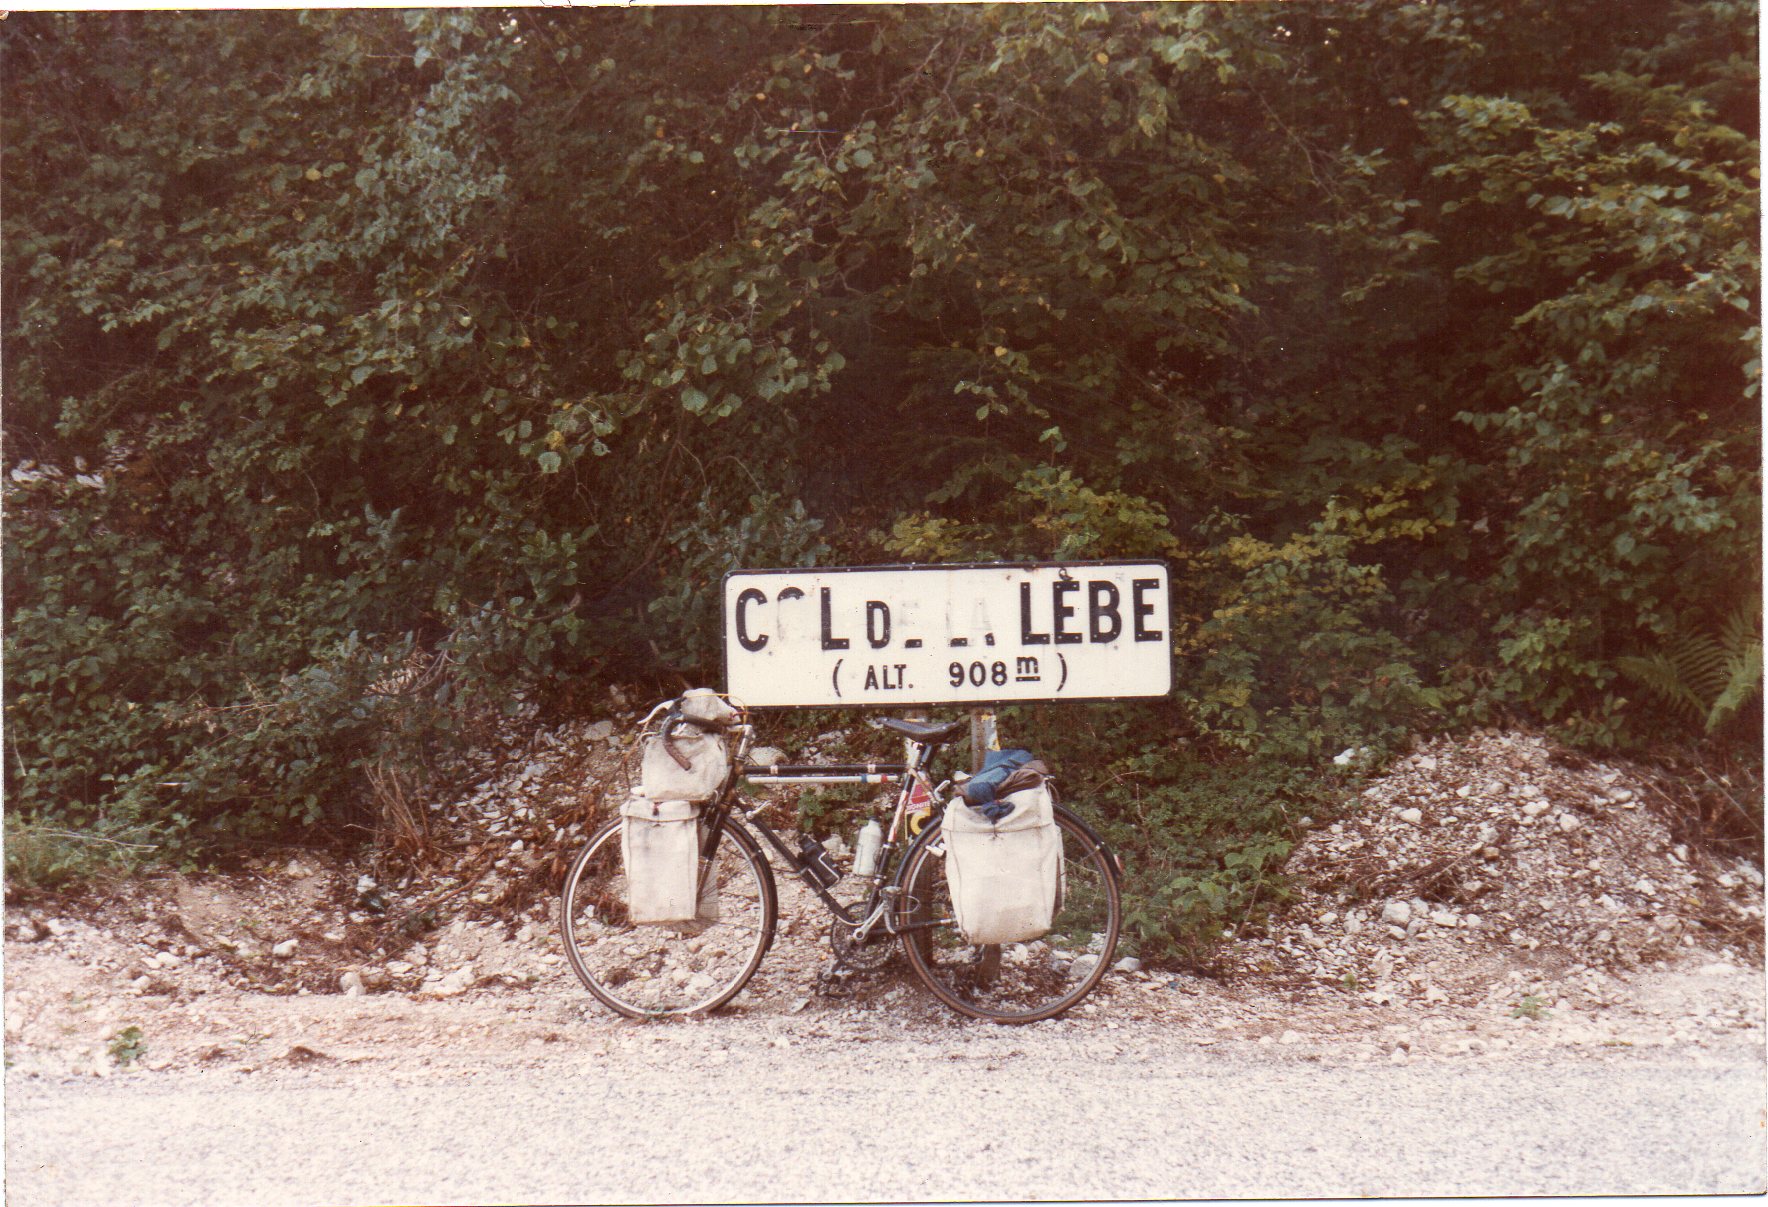 COL DE LA LÈBE
( ALT. 908 m )